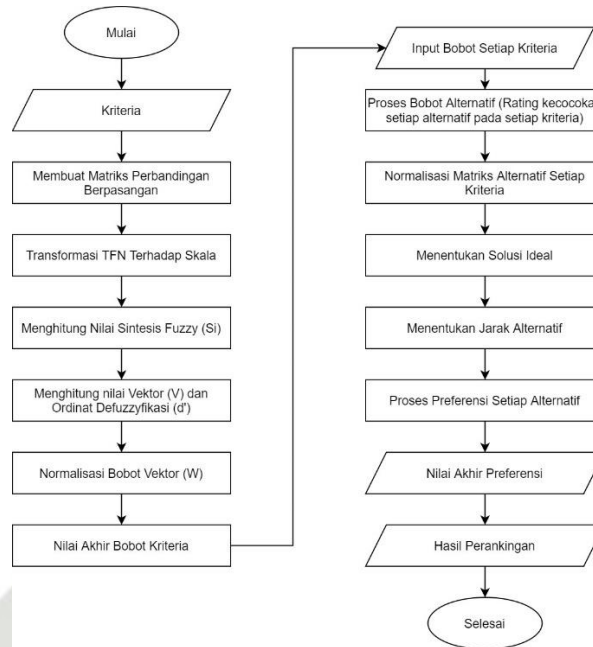 Mulai
Kriteria
Membuat Matriks Perbandingan
Berpasangan
Transformasi TFN Terhadap Skala
Menghitung Nilai Sintesis Fuzzy (Si)
Menghitung nilai Vektor (V) dan
Ordinat Defuzzyfikasi (d')
Normalisasi Bobot Vektor (W)
Nilai Akhir Bobot Kriteria
Input Bobot Setiap Kriteria
Proses Bobot Alternatif (Rating kecocoka
setiap alternatif pada setiap kriteria)
Normalisasi Matriks Alternatif Setiap
Kriteria
Menentukan Solusi Ideal
Menentukan Jarak Alternatif
Proses Preferensi Setiap Alternatif
Nilai Akhir Preferensi
Hasil Perankingan
Selesai